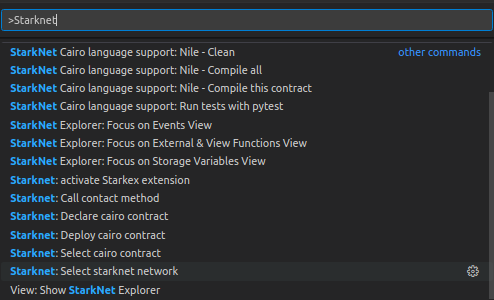 >Starknet
StarkNet Cairo language support: Nile - Clean other commands
StarkNet Cairo language support: Nile - Compile all
StarkNet Cairo language support: Nile - Compile this contract
StarkNet Cairo language support: Run tests with pytest
StarkNet Explorer: Focus on Events View
StarkNet Explorer: Focus on External & View Functions View
StarkNet Explorer: Focus on Storage Variables View
Starknet: activate Starkex extension
Starknet: Call contact method
Starknet: Declare cairo contract
Starknet: Deploy cairo contract
Starknet: Select cairo contract
Starknet: Select starknet network
View: Show StarkNet Explorer